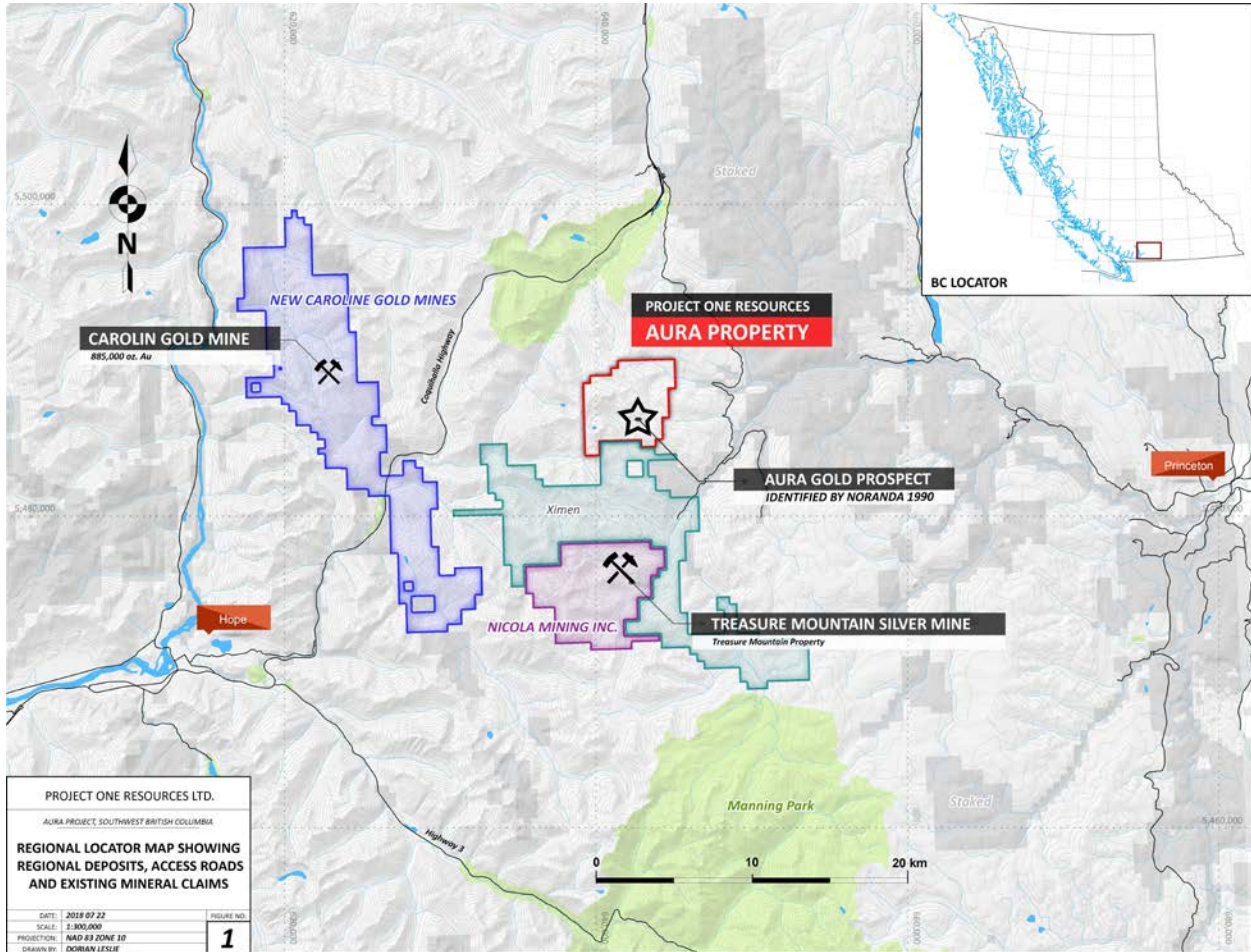 620,000
640,000
BC LOCATOR
Staked
5,500,000
N
NEW CAROLINE GOLD MINES
CAROLIN GOLD MINE
885,000 oz. Au
Coquihalla Highway
PROJECT ONE RESOURCES
AURA PROPERTY
AURA GOLD PROSPECT
IDENTIFIED BY NORANDA 1990
Princeton
5,480,000
Ximen
Hope
NICOLA MINING INC.
TREASURE MOUNTAIN SILVER MINE
Treasure Mountain Property
Manning Park
Staked
5,460,000
Highway 3
0 10 20 km
PROJECT ONE RESOURCES LTD.
AURA PROJECT, SOUTHWEST BRITISH COLUMBIA
REGIONAL LOCATOR MAP SHOWING
REGIONAL DEPOSITS, ACCESS ROADS
AND EXISTING MINERAL CLAIMS
DATE: 2018 07 22
FIGURE NO:
SCALE: 1:300,000
PROJECTION: NAD 83 ZONE 10
1
DRAWN BY: DORIAN LESLIE